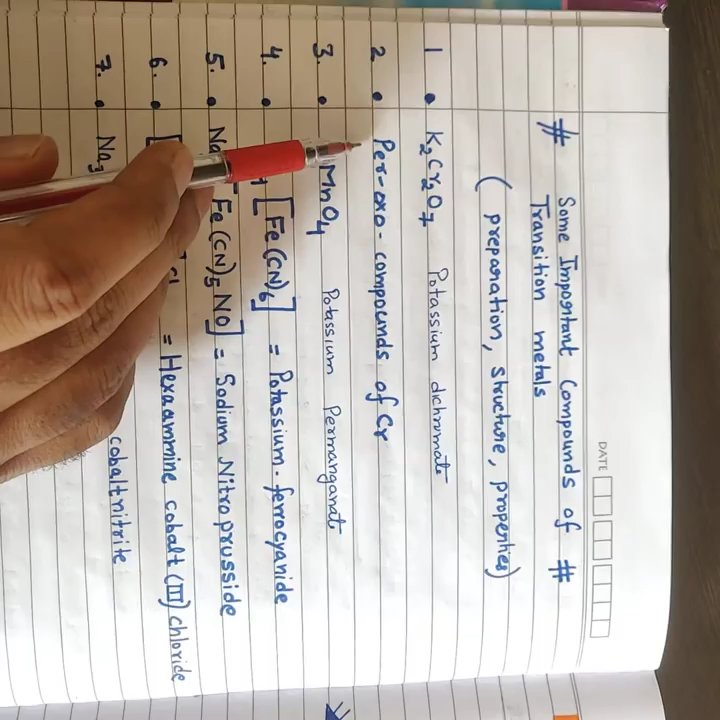 DATE
# Some Important Compounds of #
Transition metals
(preparation, structure, properties)
1 • K2Cr2O7 Potassium dichromate
2 • Per-oxo-compounds of Cr
3. • MnO4 Potassium Permanganate
4. • [Fe(CN)6] = Potassium-ferrocyanide
5. • Na [Fe(CN)5NO] = Sodium Nitroprusside
6. • [ = Hexaammine cobalt (III) chloride
7. • Na3 cobaltnitrite